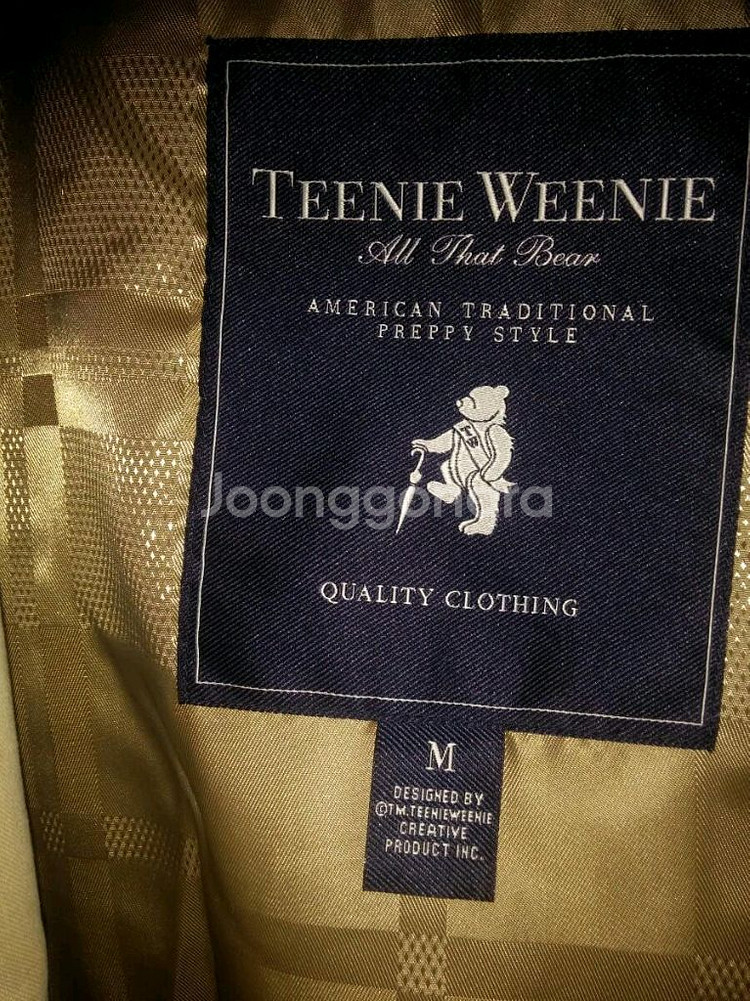 TEENIE WEENIE
All That Bear
AMERICAN TRADITIONAL
PREPPY STYLE
TW
Joonggonara
QUALITY CLOTHING
M
DESIGNED BY
©TM.TEENIEWEENIE
CREATIVE
PRODUCT INC.